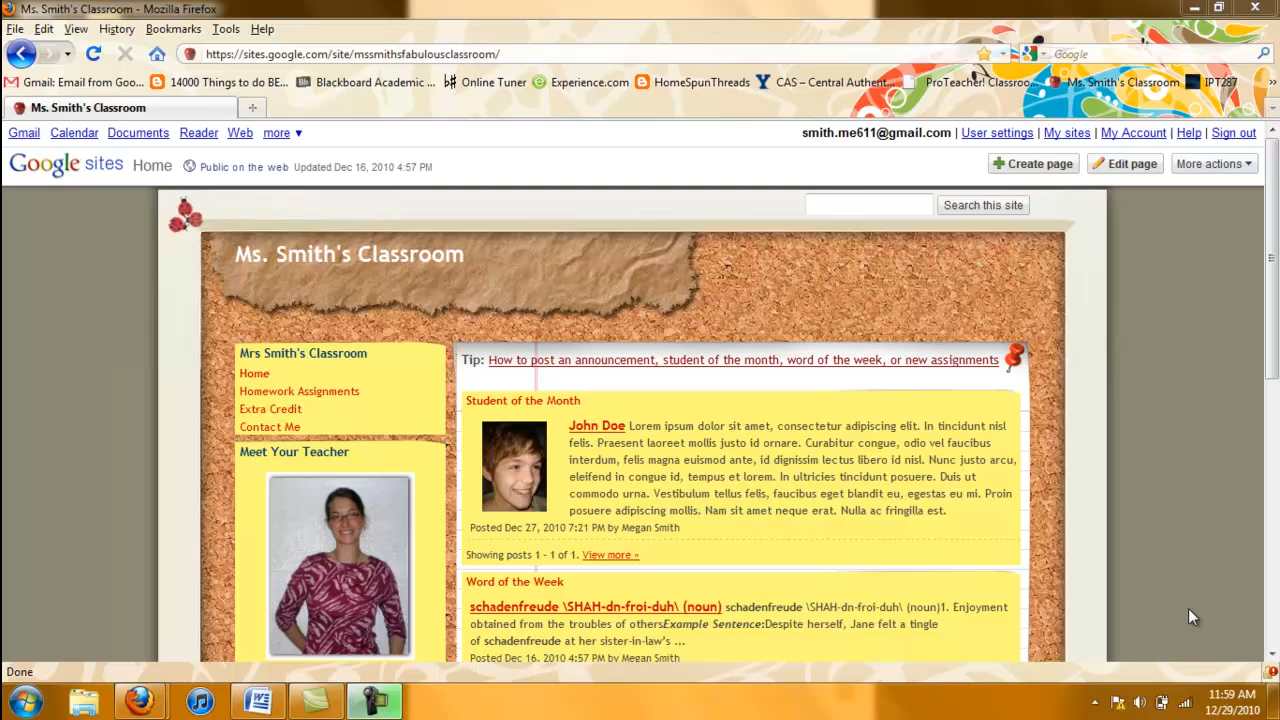 Ms. Smith's Classroom - Mozilla Firefox
File Edit View History Bookmarks Tools Help
https://sites.google.com/site/mssmithsfabulousclassroom/
Google
Gmail: Email from Goo... 14000 Things to do BE... Blackboard Academic ... Online Tuner Experience.com HomeSpunThreads CAS – Central Authent... ProTeacher! Classroo... Ms. Smith's Classroom IPT287 »
Ms. Smith's Classroom
Gmail Calendar Documents Reader Web more ▼ smith.me611@gmail.com | User settings | My sites | My Account | Help | Sign out
Google sites Home Public on the web Updated Dec 16, 2010 4:57 PM Create page Edit page More actions ▼
Search this site
Ms. Smith's Classroom
Mrs Smith's Classroom
Home
Homework Assignments
Extra Credit
Contact Me
Meet Your Teacher
Tip: How to post an announcement, student of the month, word of the week, or new assignments
Student of the Month
John Doe Lorem ipsum dolor sit amet, consectetur adipiscing elit. In tincidunt nisl
felis. Praesent laoreet mollis justo id ornare. Curabitur congue, odio vel faucibus
interdum, felis magna euismod ante, id dignissim lectus libero id nisl. Nunc justo arcu,
eleifend in congue id, tempus et lorem. In ultricies tincidunt posuere. Duis ut
commodo urna. Vestibulum tellus felis, faucibus eget blandit eu, egestas eu mi. Proin
posuere adipiscing mollis. Nam sit amet neque erat. Nulla ac fringilla est.
Posted Dec 27, 2010 7:21 PM by Megan Smith
Showing posts 1 - 1 of 1. View more »
Word of the Week
schadenfreude \SHAH-dn-froi-duh\ (noun) schadenfreude \SHAH-dn-froi-duh\ (noun)1. Enjoyment
obtained from the troubles of othersExample Sentence:Despite herself, Jane felt a tingle
of schadenfreude at her sister-in-law's ...
Posted Dec 16, 2010 4:57 PM by Megan Smith
Done
11:59 AM
12/29/2010